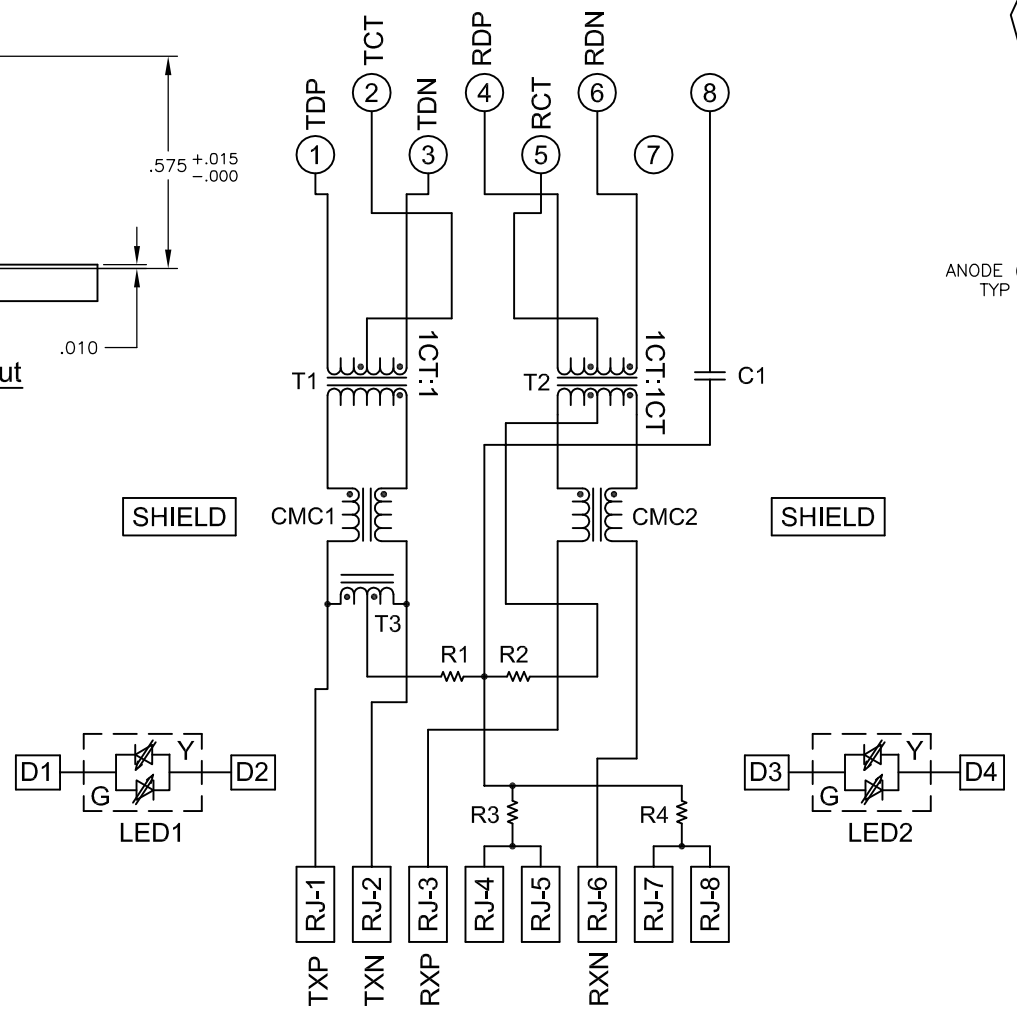 TCT
RDP
RDN
2
4
6
8
TDP
TDN
RCT
1
3
5
7
.575 +.015
-.000
ANODE
TYP
.010
ut
T1
1CT:1
T2
1CT:1CT
C1
SHIELD
CMC1
CMC2
SHIELD
T3
R1
R2
D1
Y
G
D2
LED1
D3
Y
G
D4
LED2
R3
R4
RJ-1
RJ-2
RJ-3
RJ-4
RJ-5
RJ-6
RJ-7
RJ-8
TXP
TXN
RXP
RXN